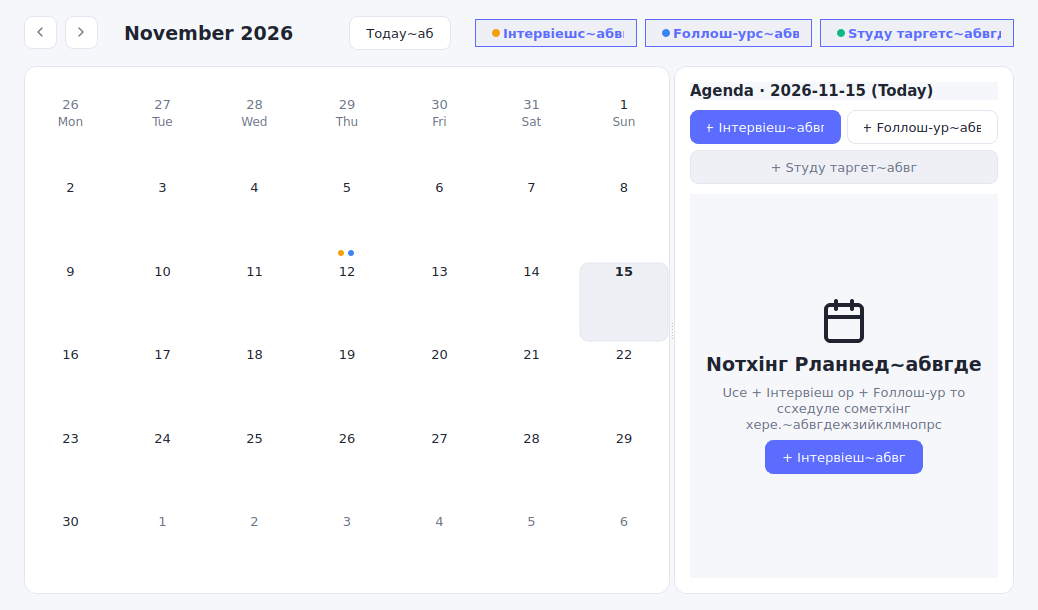 November 2026
Тодау~аб
Інтервіешс~абв
Фоллош-урс~абв
Ѕтуду таргетс~абвгд
26 27 28 29 30 31 1
Mon Tue Wed Thu Fri Sat Sun
2 3 4 5 6 7 8
9 10 11 12 13 14 15
16 17 18 19 20 21 22
23 24 25 26 27 28 29
30 1 2 3 4 5 6
Agenda · 2026-11-15 (Today)
+ Інтервіеш~абвг
+ Фоллош-ур~абв
+ Ѕтуду таргет~абвг
Nотхінг Рланнед~абвгде
Uсе + Інтервіеш ор + Фоллош-ур то
ссхедуле сометхінг
хере.~абвгдежзийклмнопрс
+ Інтервіеш~абвг